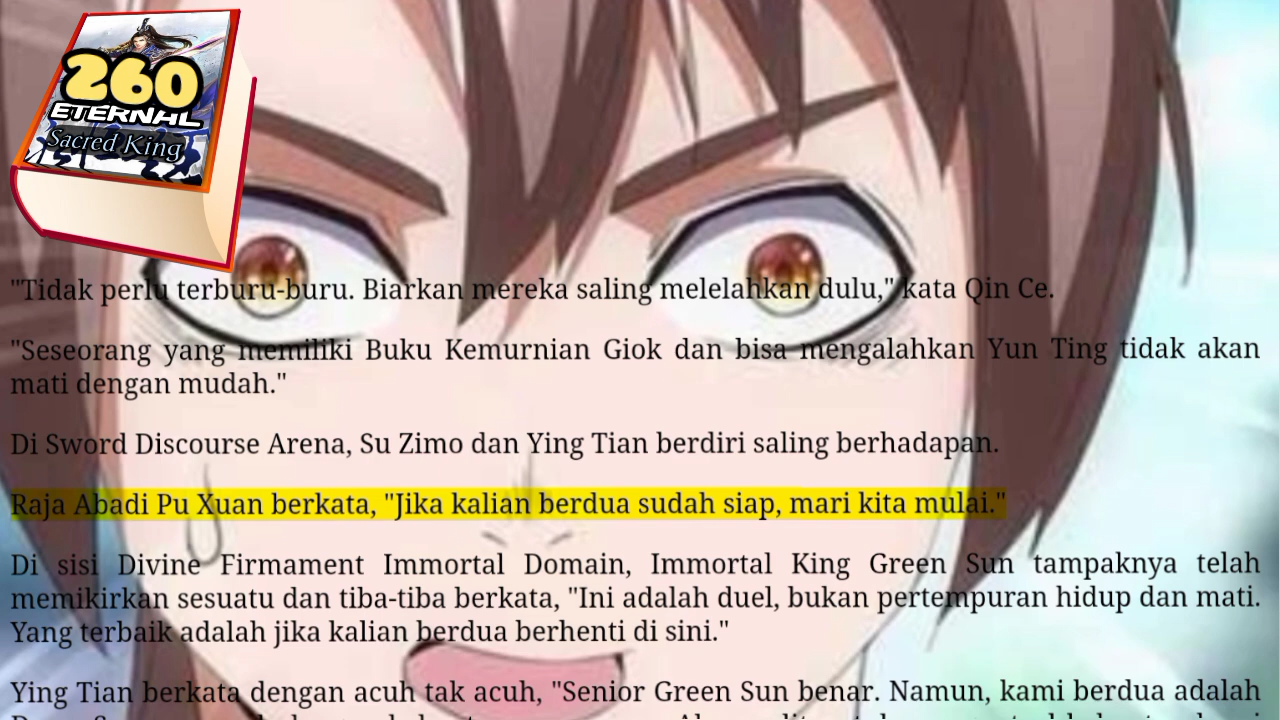 260
ETERNAL
Sacred King
"Tidak perlu terburu-buru. Biarkan mereka saling melelahkan dulu," kata Qin Ce.
"Seseorang yang memiliki Buku Kemurnian Giok dan bisa mengalahkan Yun Ting tidak akan
mati dengan mudah."
Di Sword Discourse Arena, Su Zimo dan Ying Tian berdiri saling berhadapan.
Raja Abadi Pu Xuan berkata, "Jika kalian berdua sudah siap, mari kita mulai."
Di sisi Divine Firmament Immortal Domain, Immortal King Green Sun tampaknya telah
memikirkan sesuatu dan tiba-tiba berkata, "Ini adalah duel, bukan pertempuran hidup dan mati.
Yang terbaik adalah jika kalian berdua berhenti di sini."
Ying Tian berkata dengan acuh tak acuh, "Senior Green Sun benar. Namun, kami berdua adalah